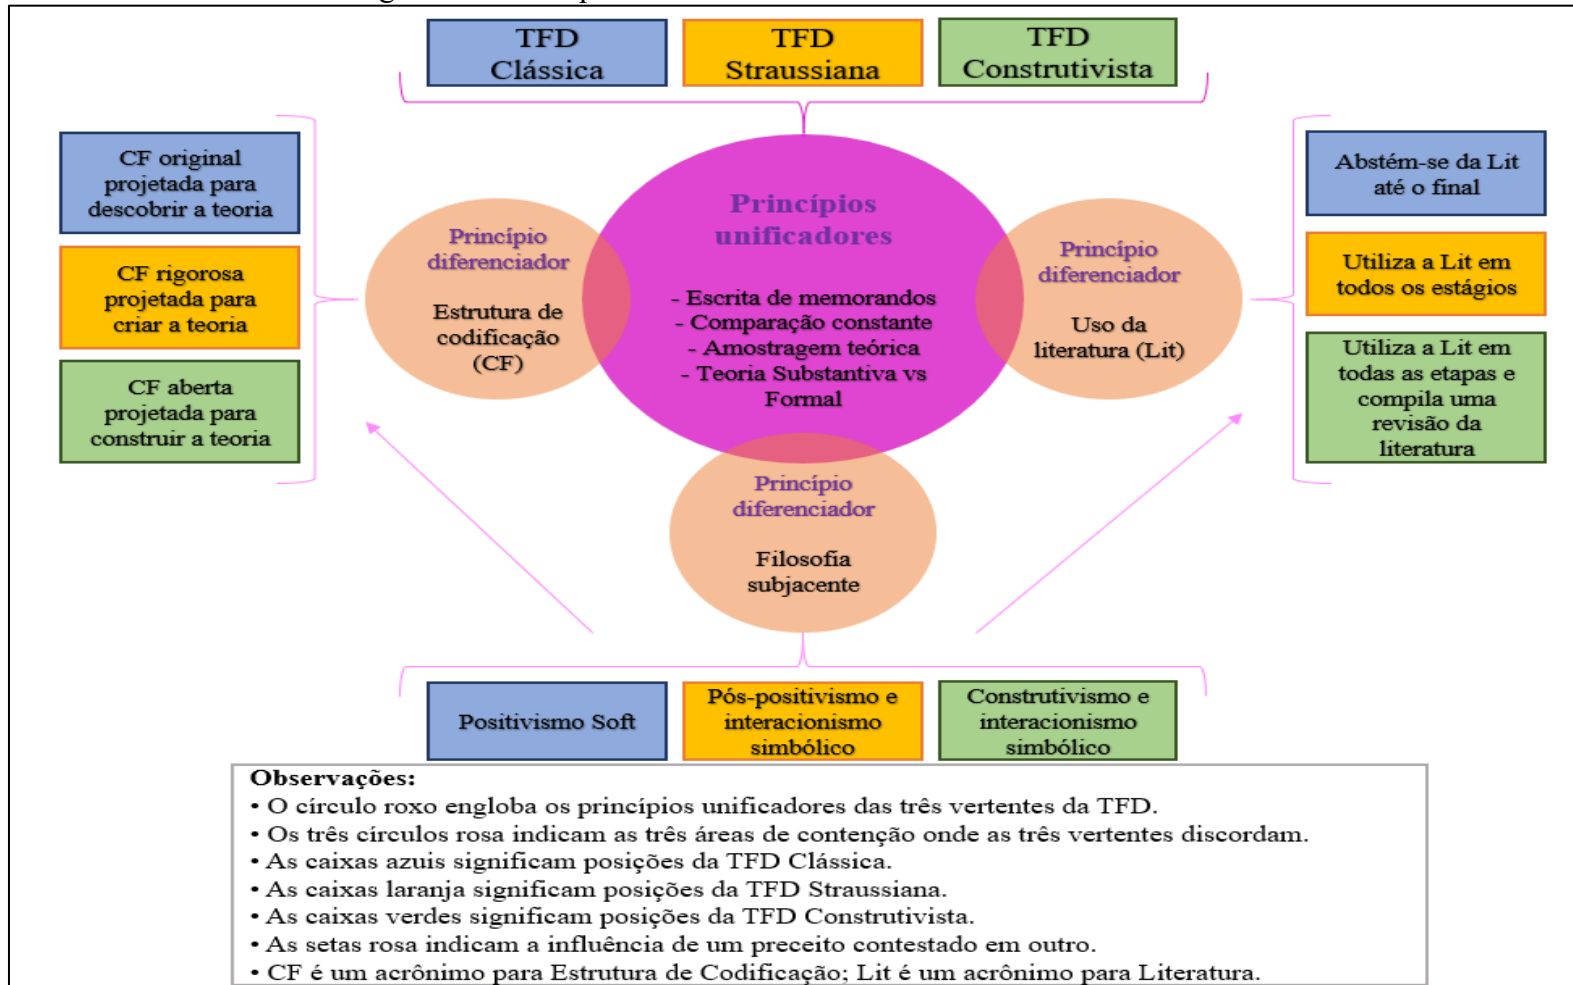 TFD
Clássica
TFD
Straussiana
TFD
Construtivista
CF original
projetada para
descobrir a teoria
CF rigorosa
projetada para
criar a teoria
CF aberta
projetada para
construir a teoria
Princípio
diferenciador
Estrutura de
codificação
(CF)
Princípios
unificadores
- Escrita de memorandos
- Comparação constante
- Amostragem teórica
- Teoria Substantiva vs
Formal
Princípio
diferenciador
Uso da
literatura (Lit)
Abstém-se da Lit
até o final
Utiliza a Lit em
todos os estágios
Utiliza a Lit em
todas as etapas e
compila uma
revisão da
literatura
Princípio
diferenciador
Filosofia
subjacente
Positivismo Soft
Pós-positivismo e
interacionismo
simbólico
Construtivismo e
interacionismo
simbólico
Observações:
• O círculo roxo engloba os princípios unificadores das três vertentes da TFD.
• Os três círculos rosa indicam as três áreas de contenção onde as três vertentes discordam.
• As caixas azuis significam posições da TFD Clássica.
• As caixas laranja significam posições da TFD Straussiana.
• As caixas verdes significam posições da TFD Construtivista.
• As setas rosa indicam a influência de um preceito contestado em outro.
• CF é um acrônimo para Estrutura de Codificação; Lit é um acrônimo para Literatura.